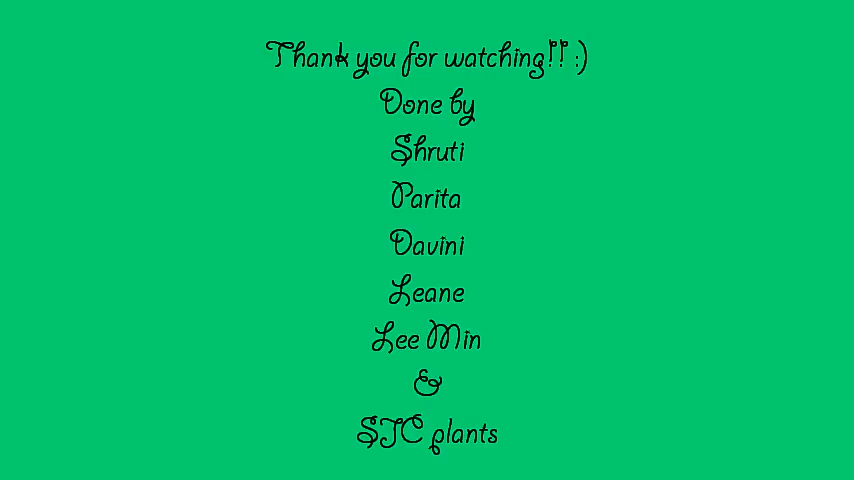 Thank you for watching!! :)
Done by
Shruti
Parita
Davini
Leane
Lee Min
&
STC plants